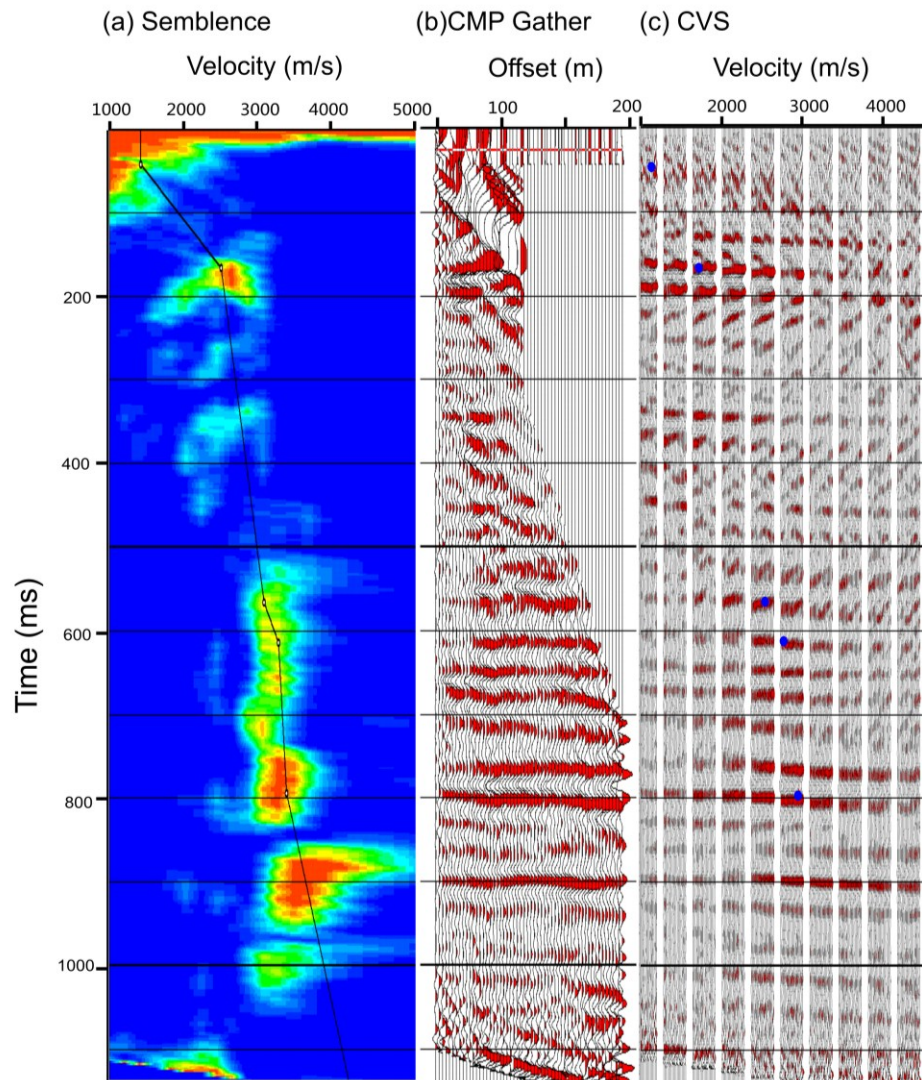 (a) Semblence
(b)CMP Gather
(c) CVS
Velocity (m/s)
Offset (m)
Velocity (m/s)
1000 2000 3000 5000
0 100 200
2000 3000 4000
200
400
600
800
1000
Time (ms)